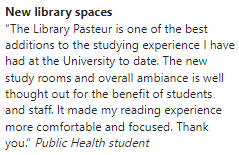 New library spaces
“The Library Pasteur is one of the best
additions to the studying experience I have
had at the University to date. The new
study rooms and overall ambiance is well
thought out for the benefit of students
and staff. It made my reading experience
more comfortable and focused. Thank
you.” Public Health student